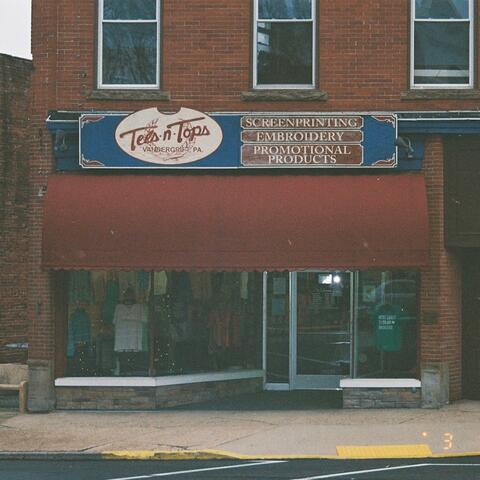 Tees·n·Tops
VANDERGRIFT PA.
SCREENPRINTING
EMBROIDERY
PROMOTIONAL
PRODUCTS
' 3